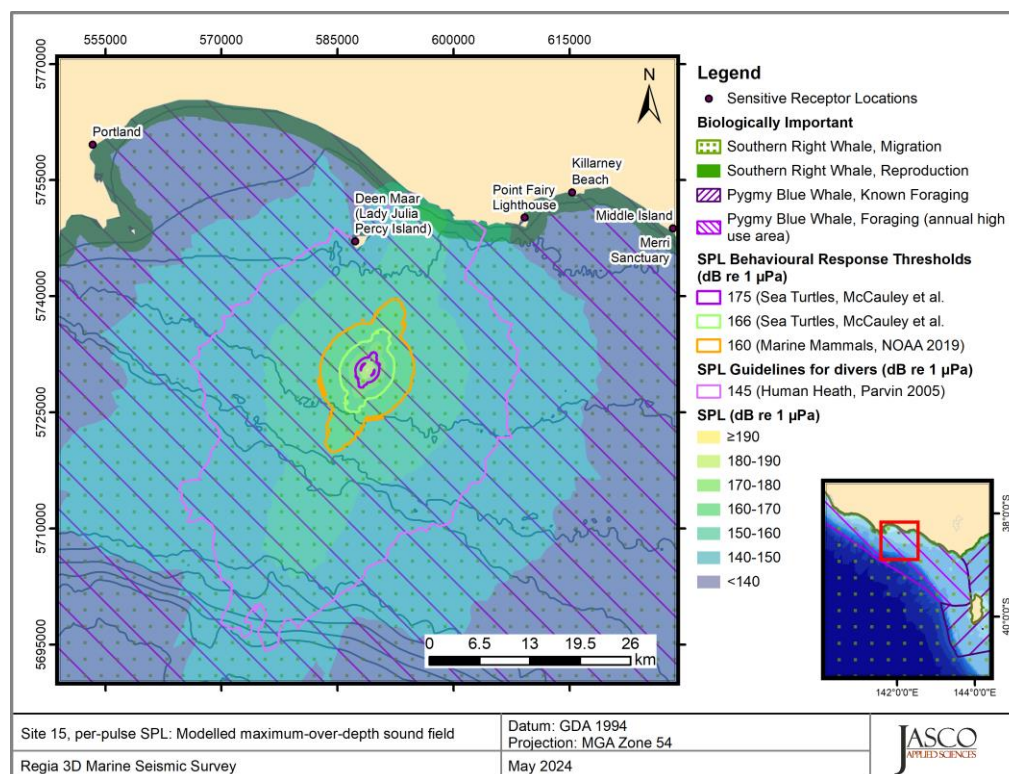 555000 570000 585000 600000 615000
5770000
5755000
5740000
5725000
5710000
5695000
N
Portland
Deen Maar
(Lady Julia
Percy Island)
Point Fairy
Lighthouse
Killarney
Beach
Middle Island
Merri
Sanctuary
0 6.5 13 19.5 26
km
Legend
Sensitive Receptor Locations
Biologically Important
Southern Right Whale, Migration
Southern Right Whale, Reproduction
Pygmy Blue Whale, Known Foraging
Pygmy Blue Whale, Foraging (annual high
use area)
SPL Behavioural Response Thresholds
(dB re 1 µPa)
175 (Sea Turtles, McCauley et al.
166 (Sea Turtles, McCauley et al.
160 (Marine Mammals, NOAA 2019)
SPL Guidelines for divers (dB re 1 µPa)
145 (Human Heath, Parvin 2005)
SPL (dB re 1 µPa)
≥190
180-190
170-180
160-170
150-160
140-150
<140
38°0'0"S
40°0'0"S
142°0'0"E 144°0'0"E
Site 15, per-pulse SPL: Modelled maximum-over-depth sound field
Datum: GDA 1994
Projection: MGA Zone 54
Regia 3D Marine Seismic Survey
May 2024
JASCO
APPLIED SCIENCES